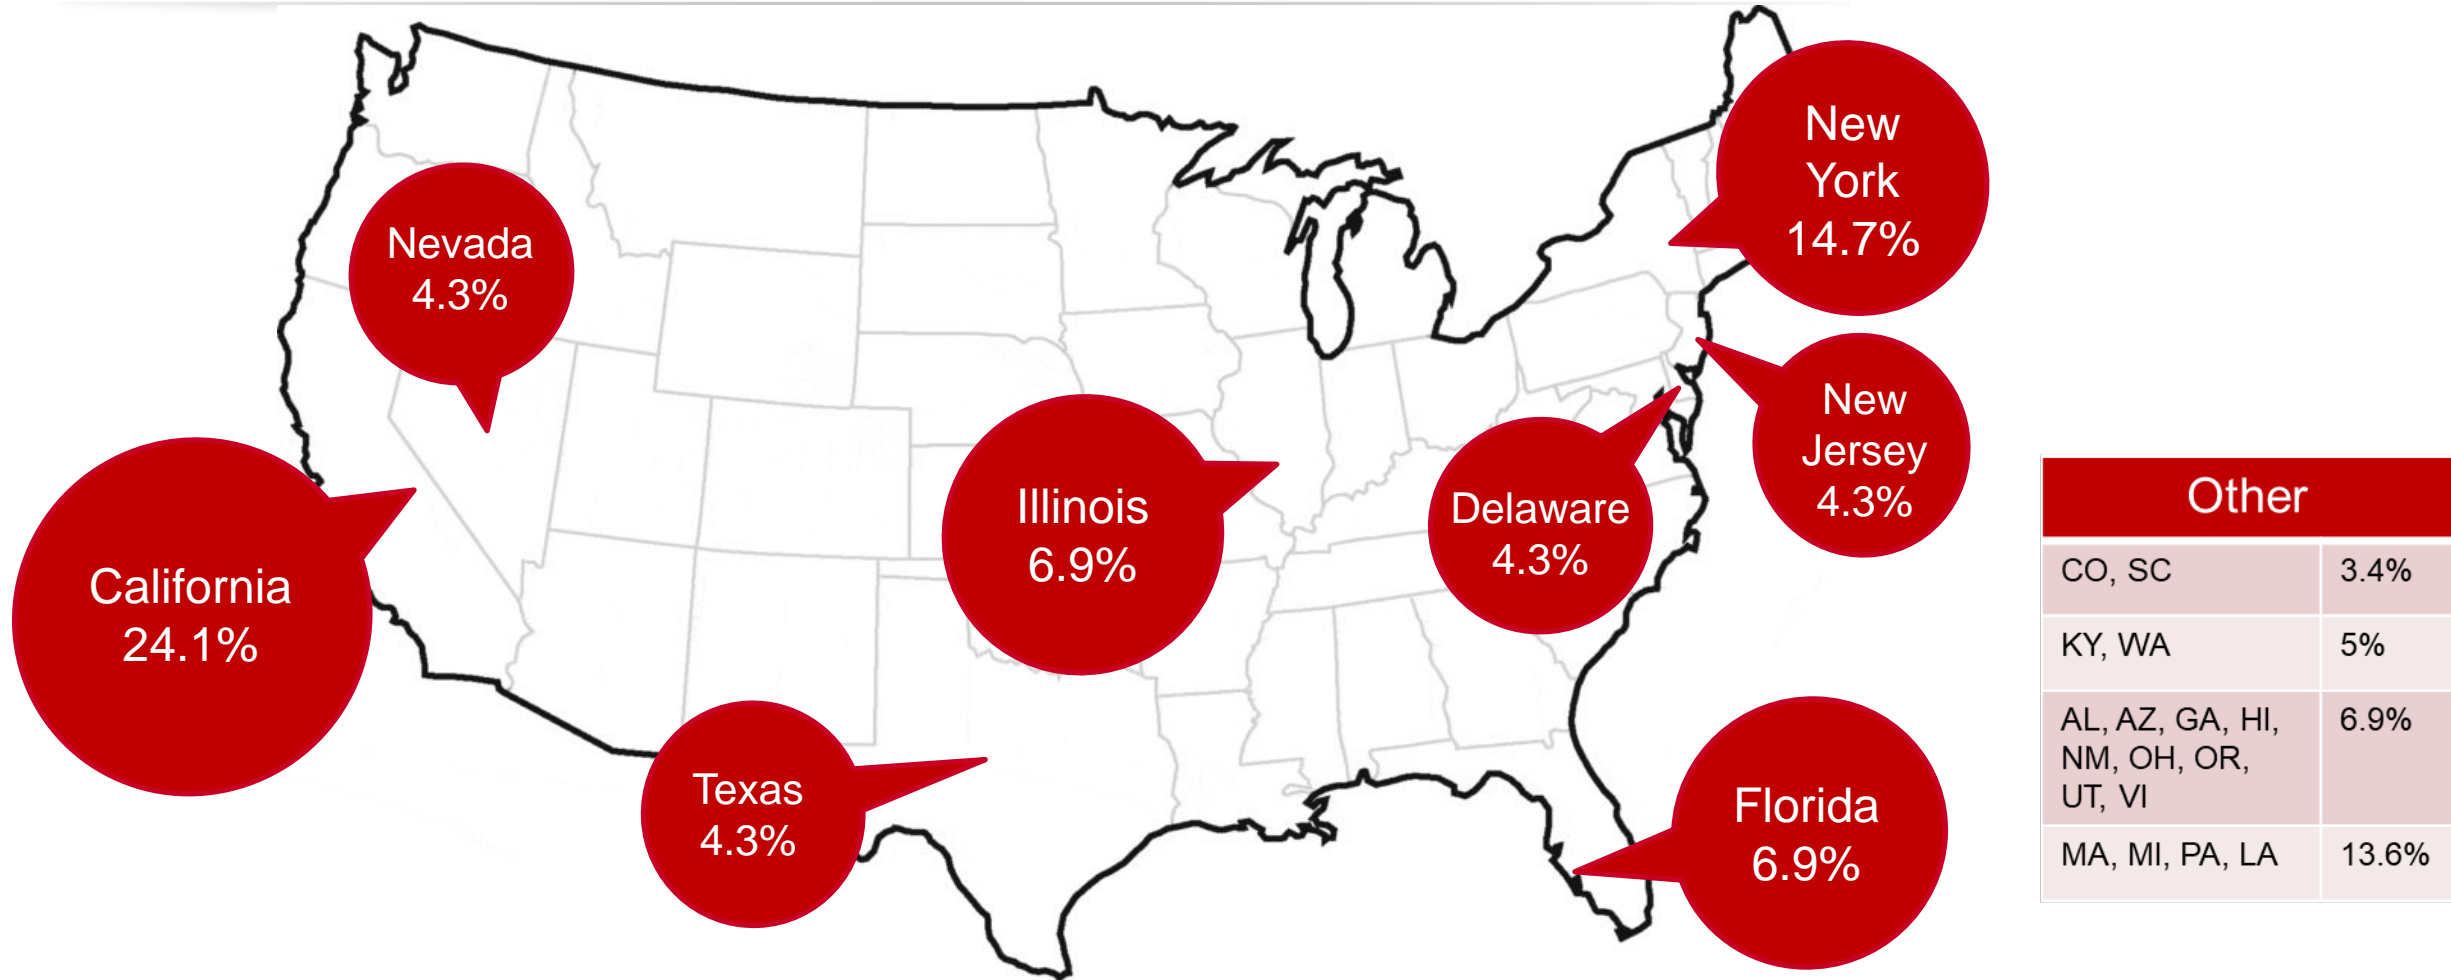 New
York
14.7%
Nevada
4.3%
New
Jersey
4.3%
California
24.1%
Illinois
6.9%
Delaware
4.3%
Texas
4.3%
Florida
6.9%
Other
CO, SC 3.4%
KY, WA 5%
AL, AZ, GA, HI, 6.9%
NM, OH, OR,
UT, VI
MA, MI, PA, LA 13.6%